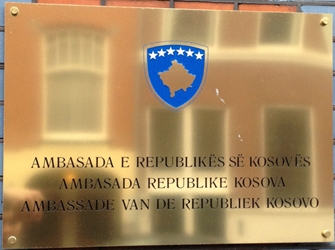 AMBASADA E REPUBLIKËS SË KOSOVËS
AMBASADA REPUBLIKE KOSOVA
AMBASSADE VAN DE REPUBLIEK KOSOVO